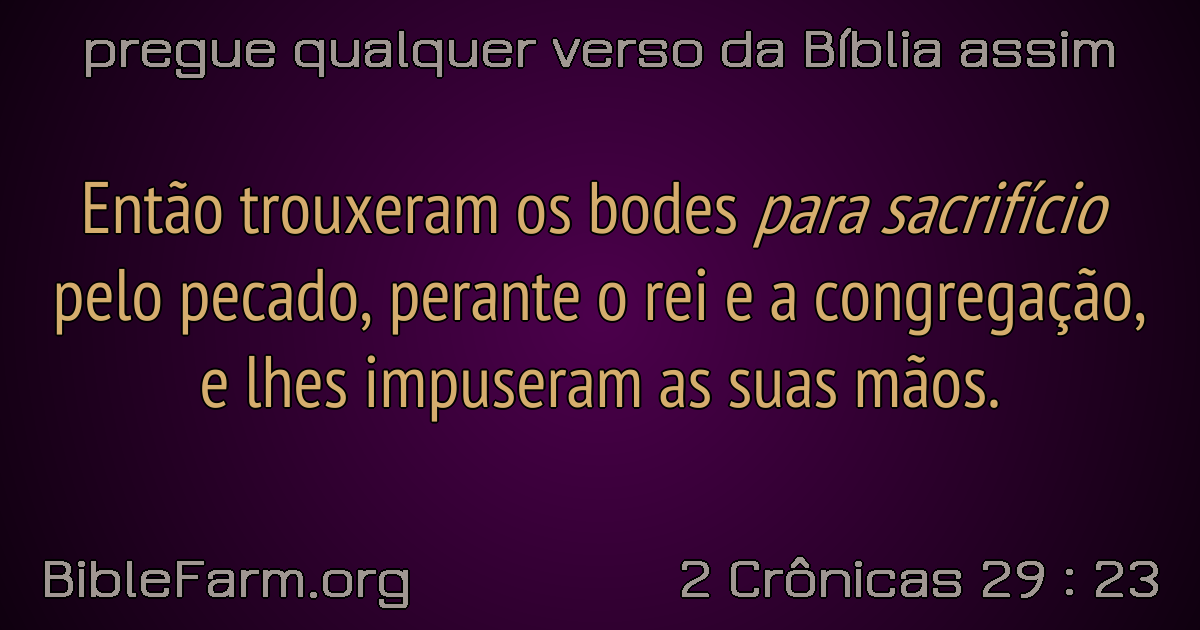 pregue qualquer verso da Bíblia assim
Então trouxeram os bodes para sacrifício
pelo pecado, perante o rei e a congregação,
e lhes impuseram as suas mãos.
BibleFarm.org
2 Crônicas 29 : 23